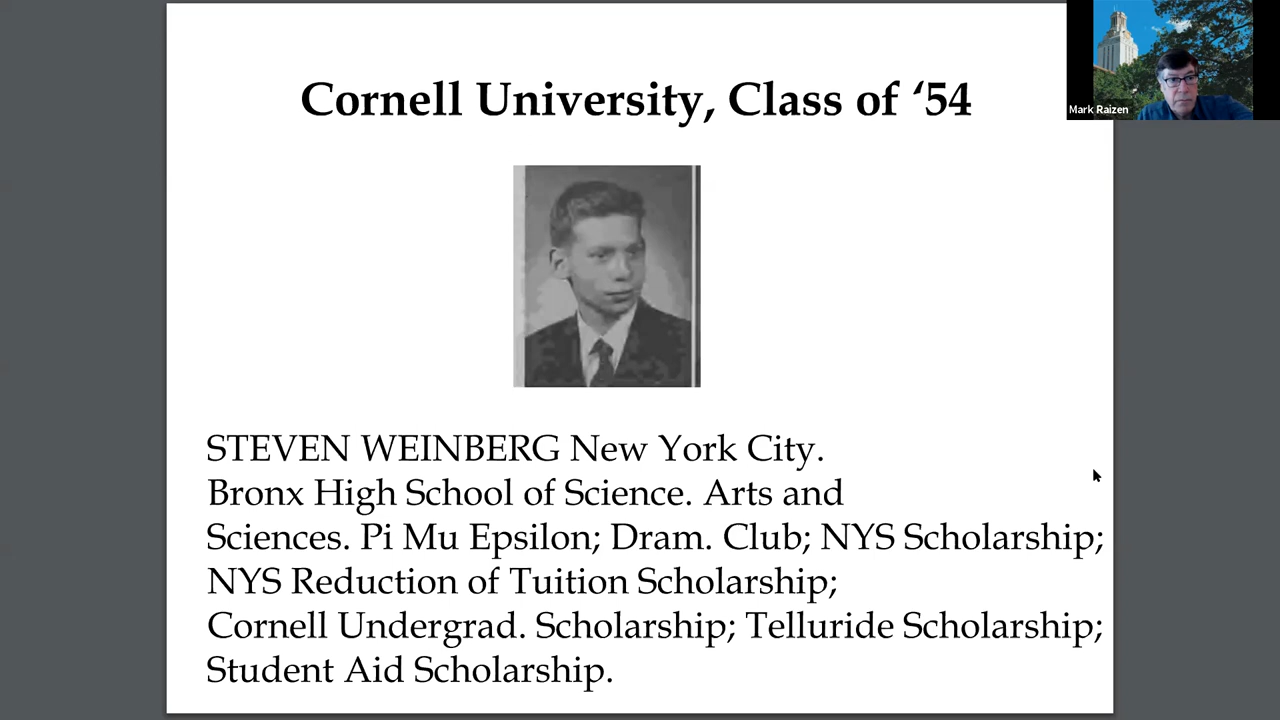 Cornell University, Class of ‘54
Mark Raizen
STEVEN WEINBERG New York City.
Bronx High School of Science. Arts and
Sciences. Pi Mu Epsilon; Dram. Club; NYS Scholarship;
NYS Reduction of Tuition Scholarship;
Cornell Undergrad. Scholarship; Telluride Scholarship;
Student Aid Scholarship.